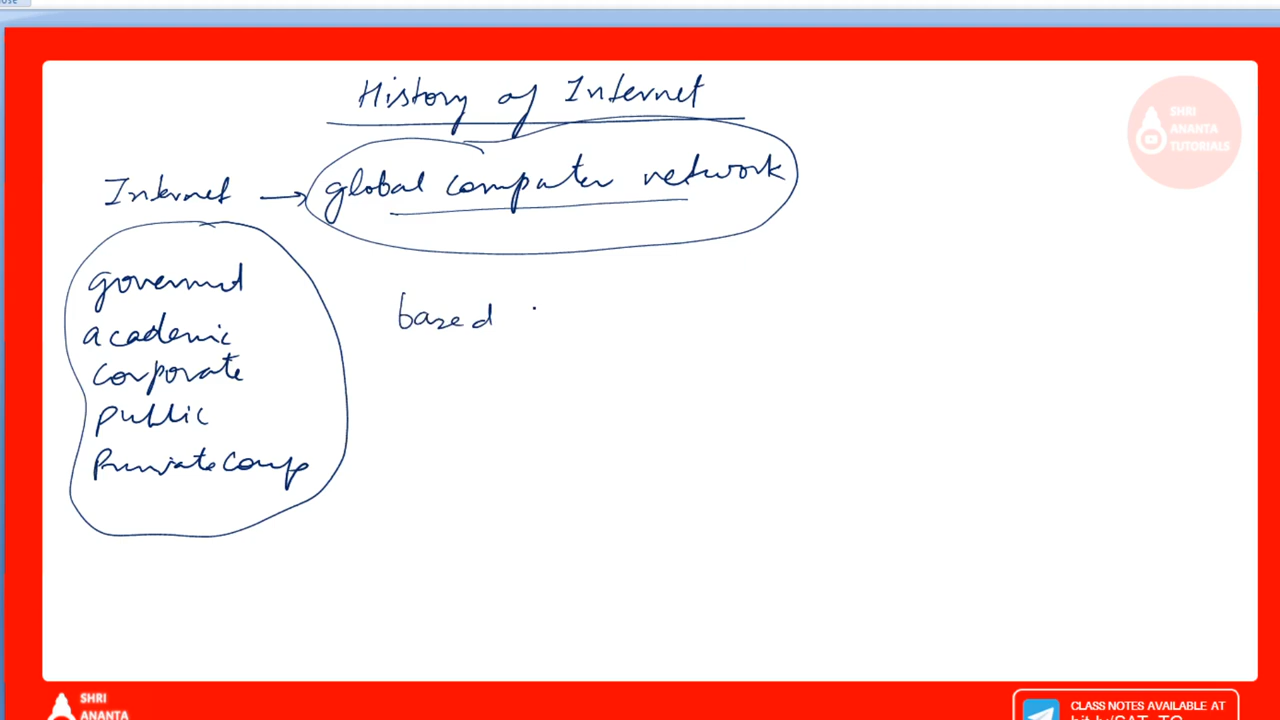 History of Internet
SHRI
ANANTA
TUTORIALS
Internet → global computer network
governmt
academic
corporate
public
Private Comp
based
SHRI
ANANTA
CLASS NOTES AVAILABLE AT